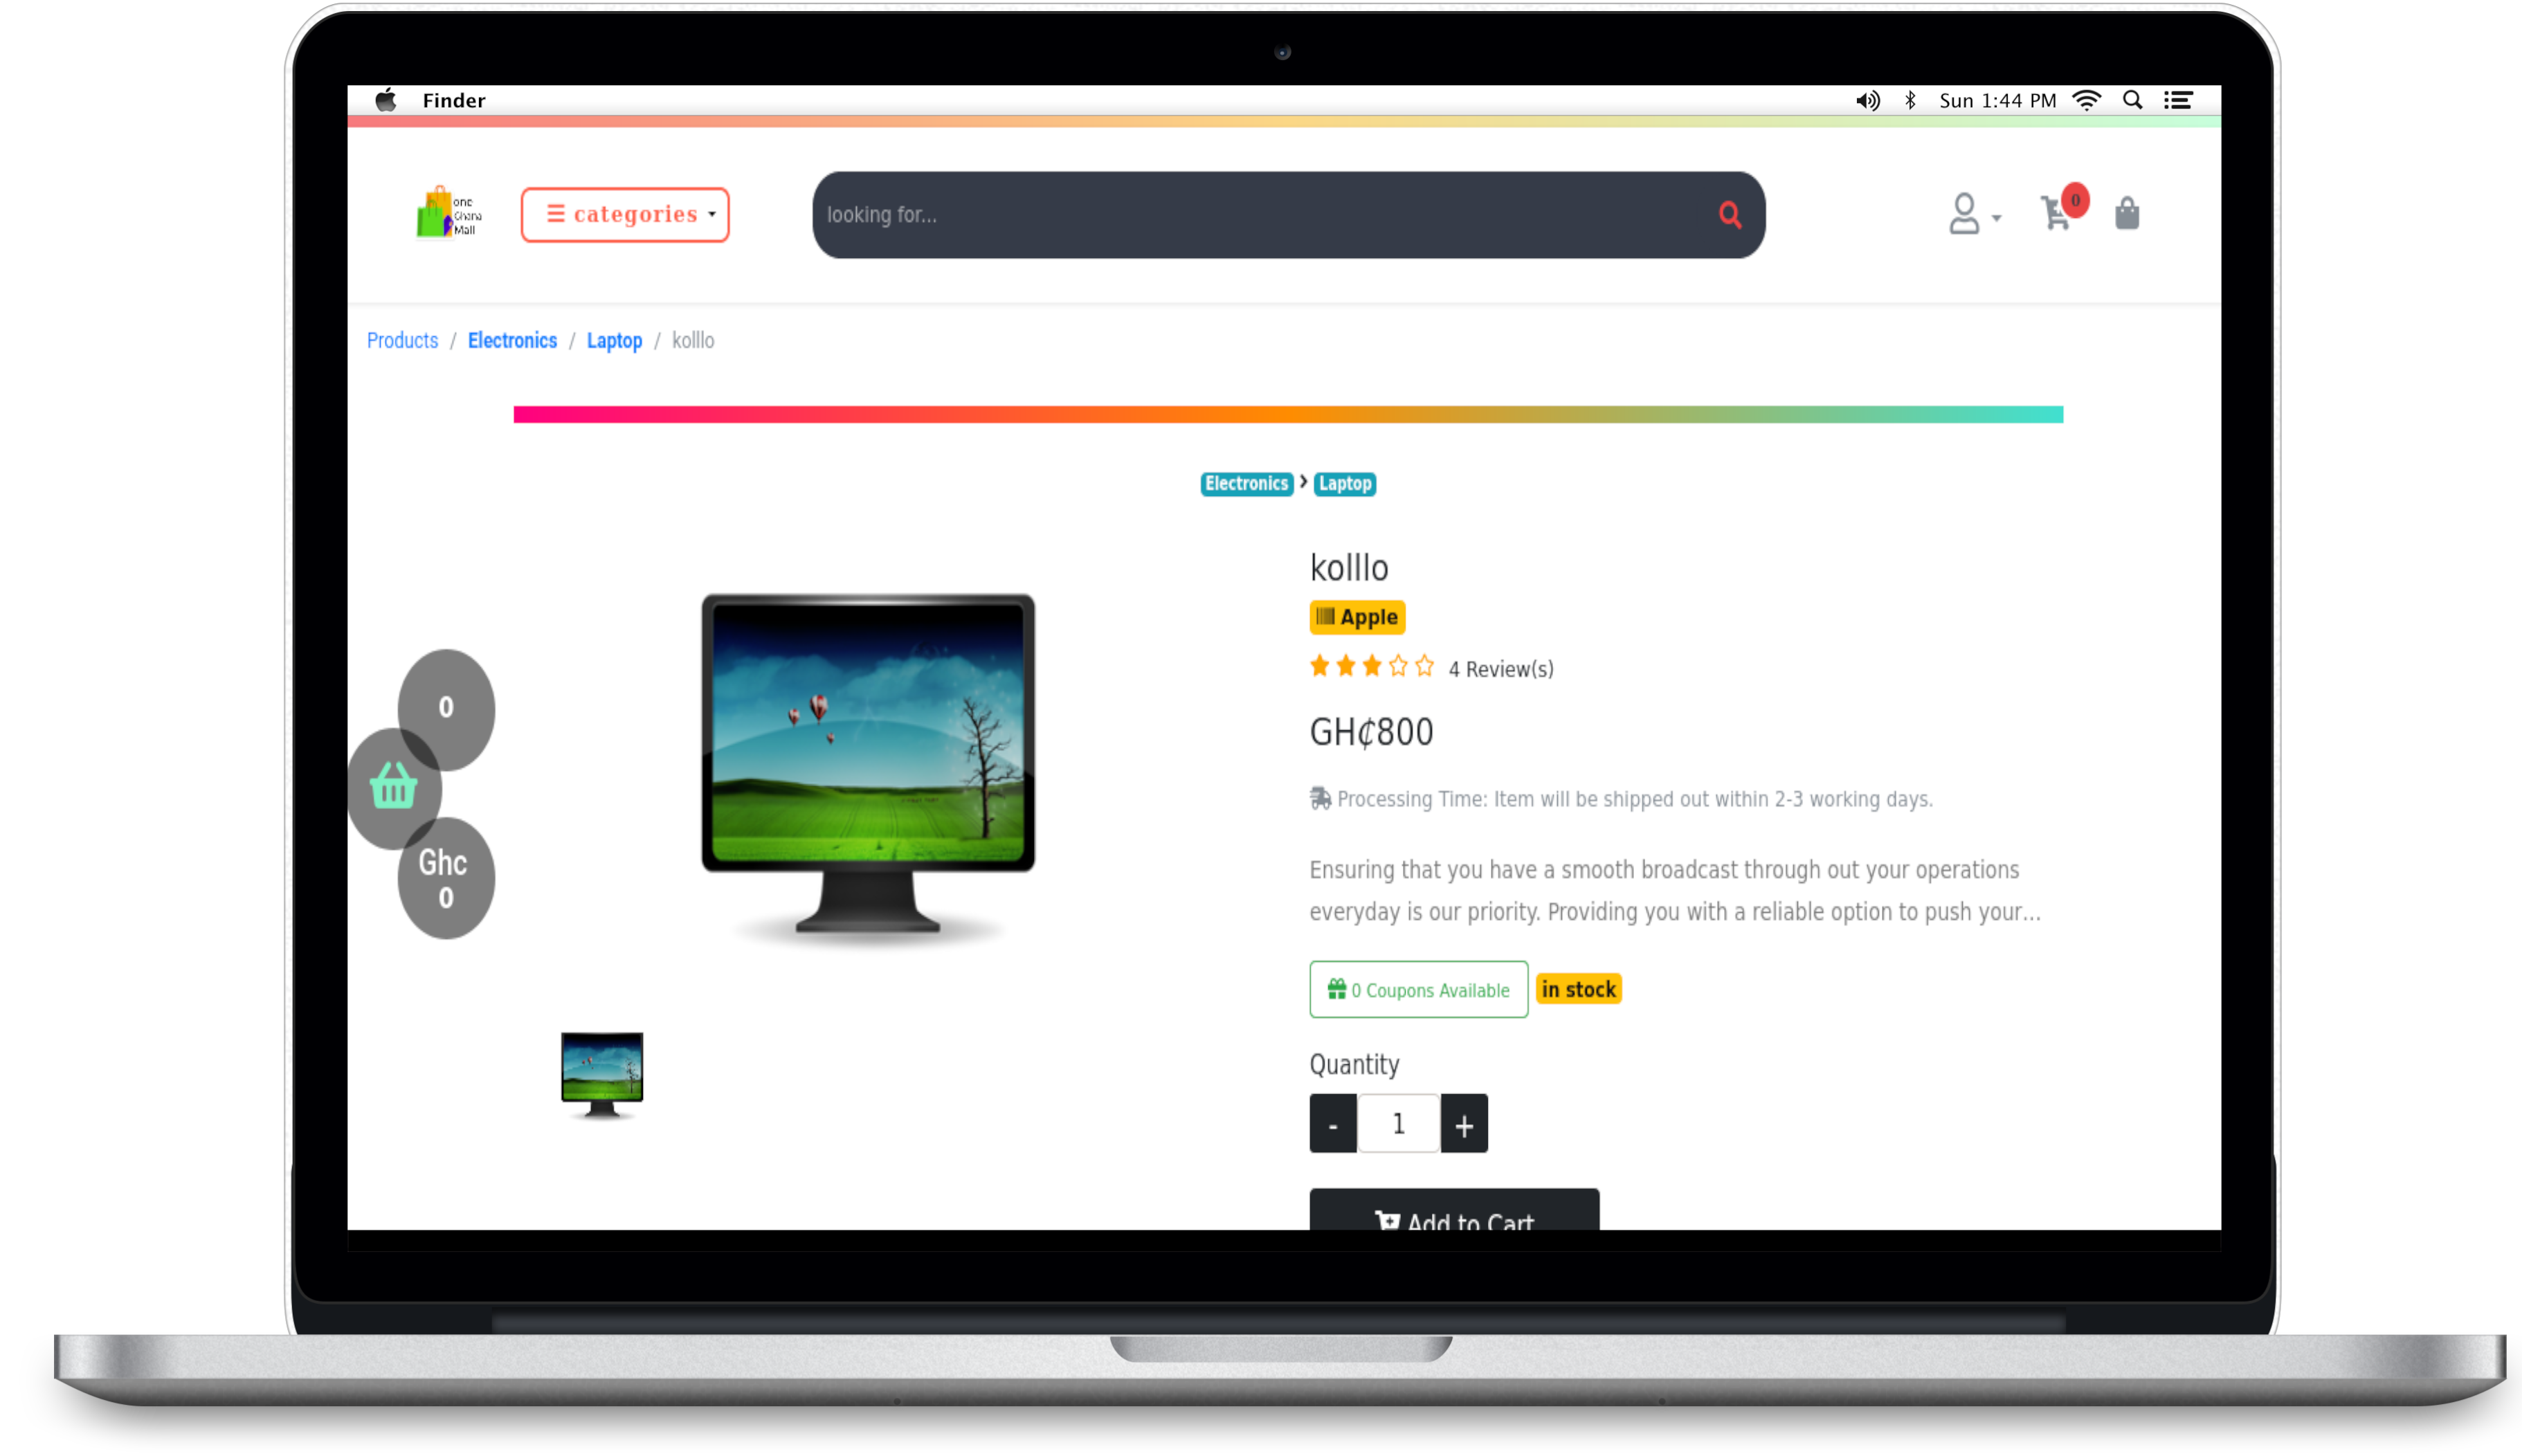 Finder
Sun 1:44 PM
one
Ghana
Mall
categories
looking for...
0
Products / Electronics / Laptop / kolllo
Electronics › Laptop
kolllo
Apple
4 Review(s)
GH₵800
Processing Time: Item will be shipped out within 2-3 working days.
Ensuring that you have a smooth broadcast through out your operations
everyday is our priority. Providing you with a reliable option to push your...
0 Coupons Available in stock
Quantity
- 1 +
Add to Cart
0
Ghc
0